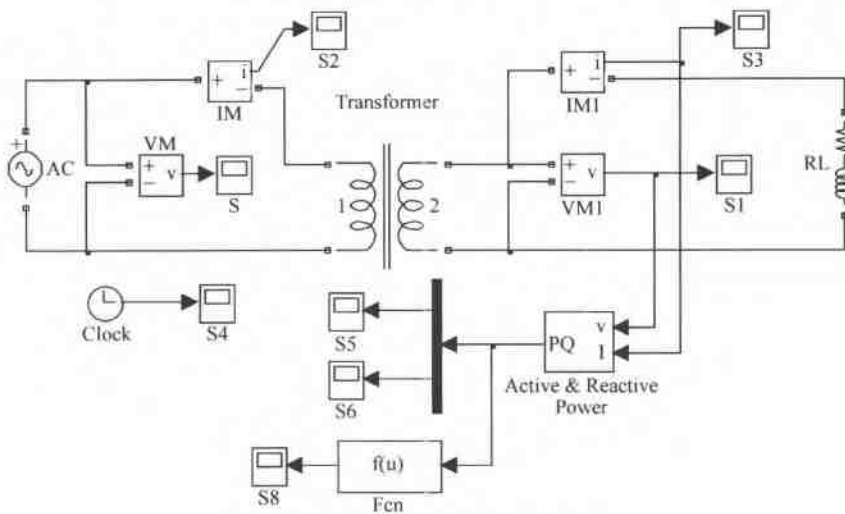 S2
S3
i
+
−
IM
i
+
−
IM1
Transformer
RL
+
AC
VM
+
−
v
S
1
2
+
−
v
VM1
S1
Clock
S4
S5
S6
PQ
v
I
Active & Reactive
Power
f(u)
Fcn
S8